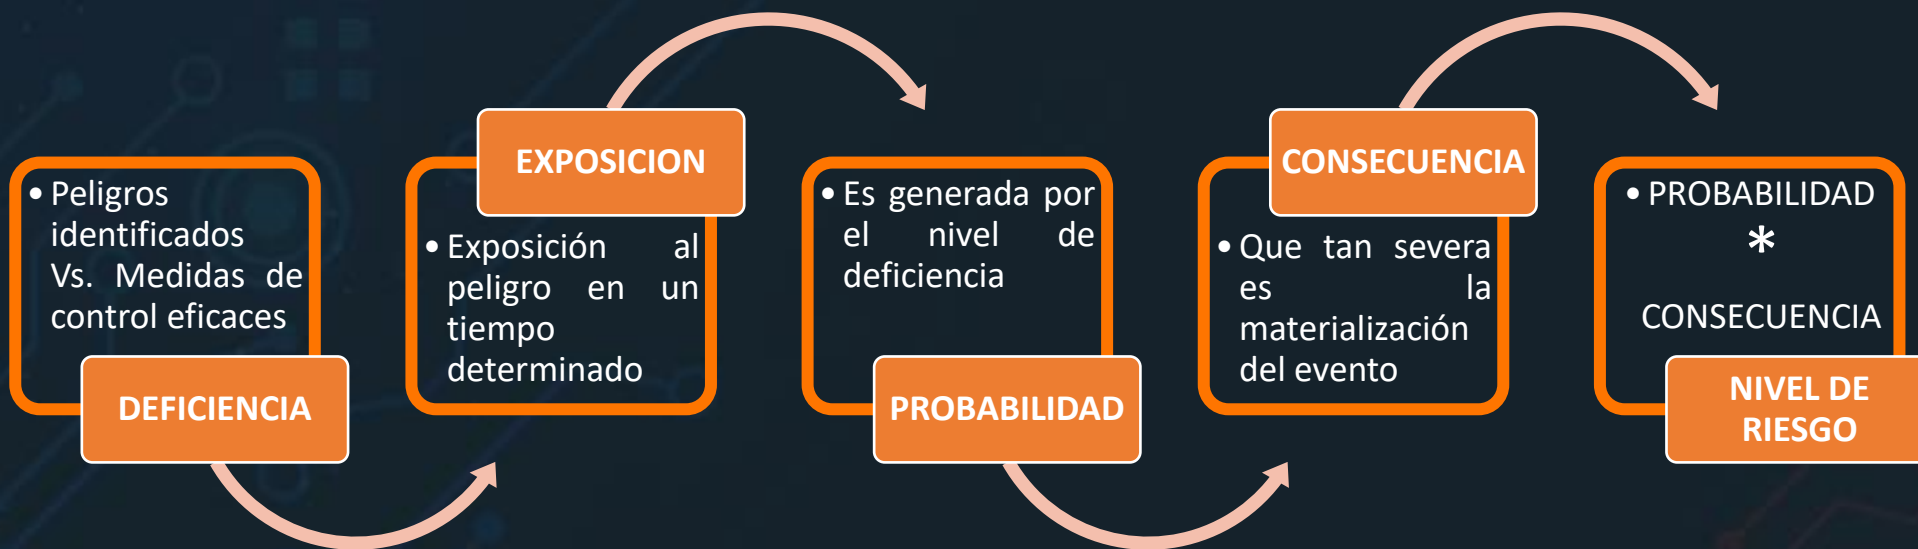 • Peligros
identificados
Vs. Medidas de
control eficaces
DEFICIENCIA
EXPOSICION
• Exposición al
peligro en un
tiempo
determinado
• Es generada por
el nivel de
deficiencia
PROBABILIDAD
CONSECUENCIA
• Que tan severa
es la
materialización
del evento
• PROBABILIDAD
*
CONSECUENCIA
NIVEL DE
RIESGO